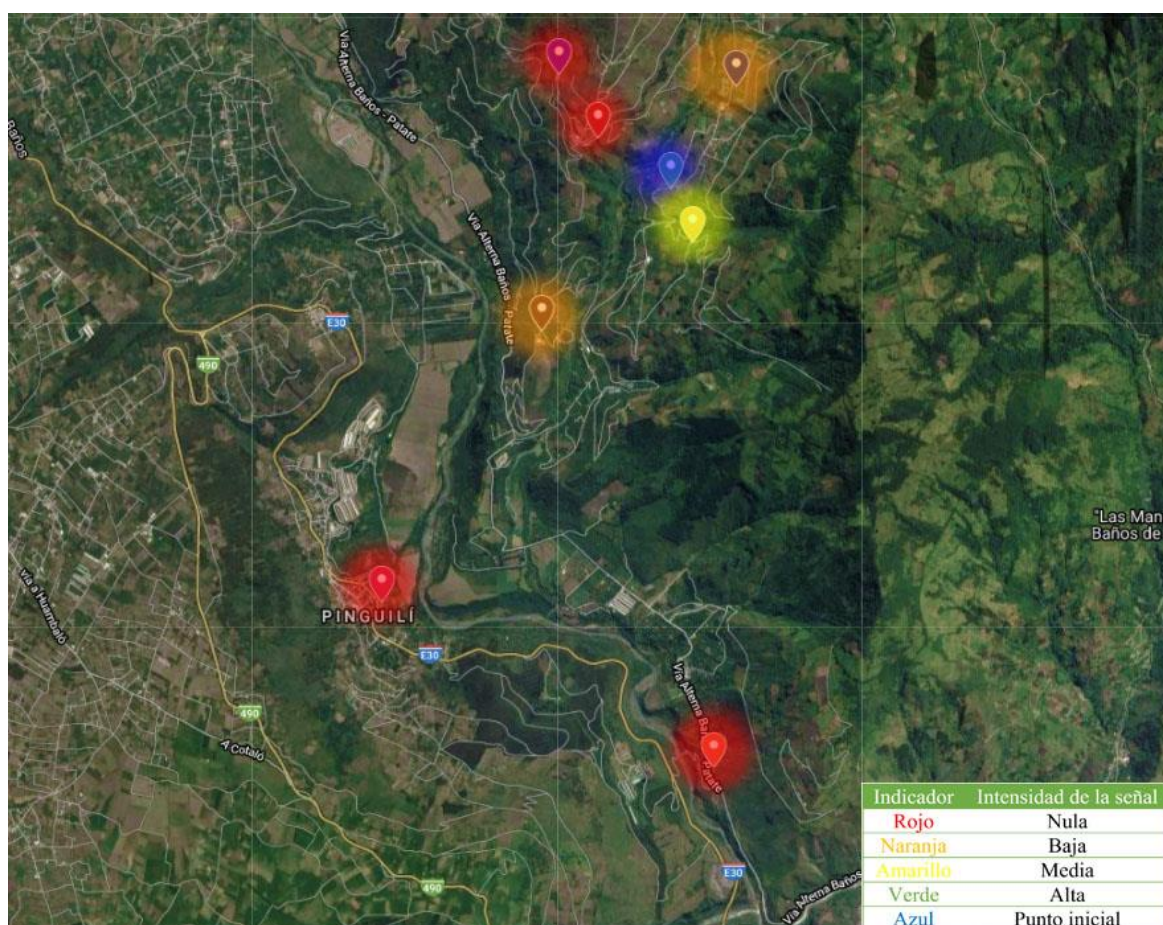 Vía Alterna Baños - Patate
Baños
Vía Alterna Baños - Patate
E30
490
"Las Man
Baños de
vía a Huambaló
PINGUILÍ
E30
Vía Alterna Baños - Patate
490
A Cotaló
E30
490
Vía Alterna Baños
Indicador Intensidad de la señal
Rojo Nula
Naranja Baja
Amarillo Media
Verde Alta
Azul Punto inicial